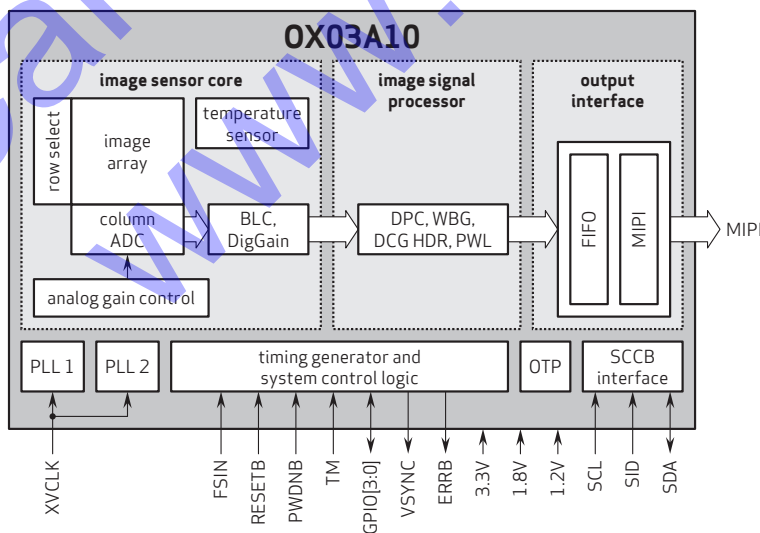 OX03A10
image sensor core
image signal
processor
output
interface
row select
image
array
temperature
sensor
column
ADC
BLC,
DigGain
DPC, WBG,
DCG HDR, PWL
FIFO
MIPI
MIPI
analog gain control
PLL 1
PLL 2
timing generator and
system control logic
OTP
SCCB
interface
XVCLK
FSIN
RESETB
PWDNB
TM
GPIO[3:0]
VSYNC
ERRB
3.3V
1.8V
1.2V
SCL
SID
SDA
www.